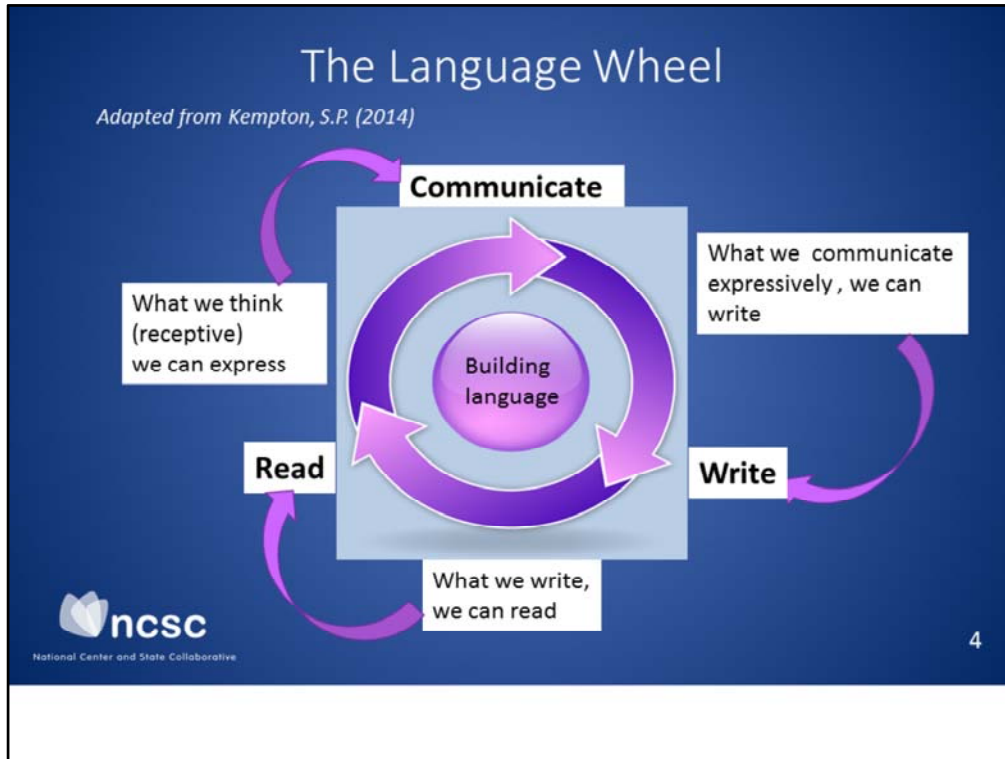 The Language Wheel
Adapted from Kempton, S.P. (2014)
Communicate
What we communicate
expressively , we can
write
What we think
(receptive)
we can express
Building
language
Read
Write
What we write,
we can read
ncsc
National Center and State Collaborative
4